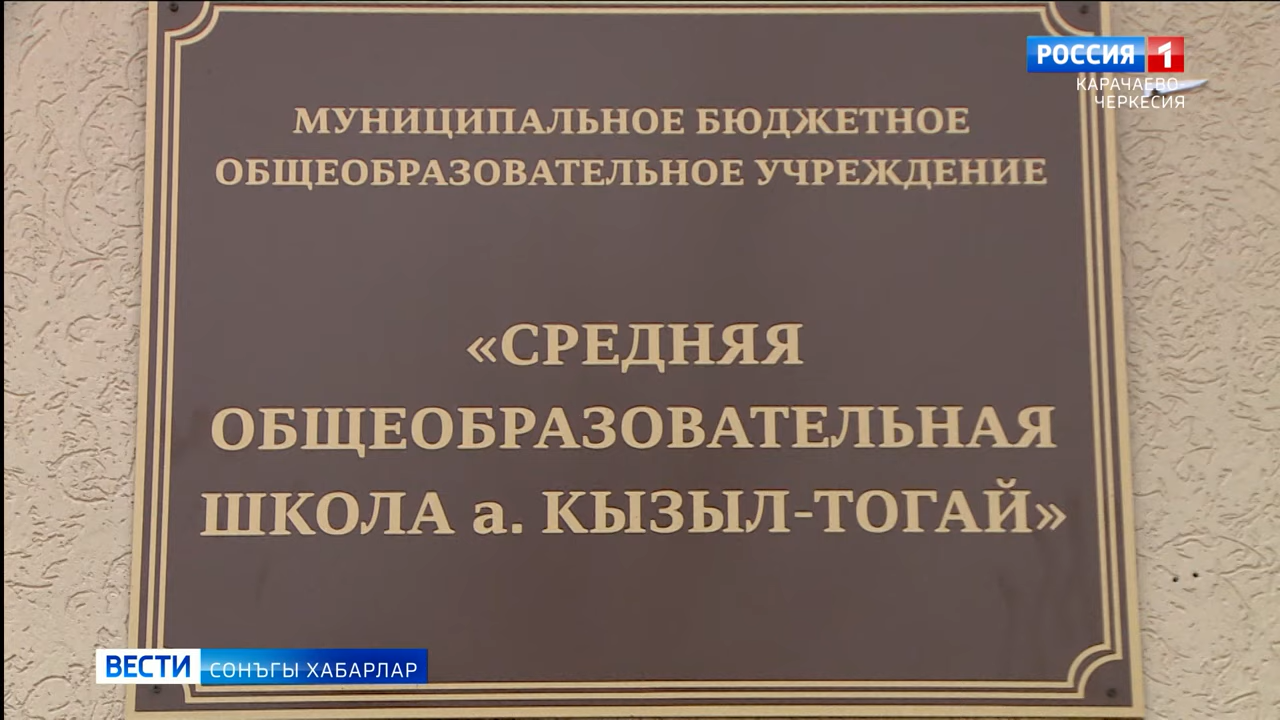 РОССИЯ 1
КАРАЧАЕВО-
ЧЕРКЕСИЯ
МУНИЦИПАЛЬНОЕ БЮДЖЕТНОЕ
ОБЩЕОБРАЗОВАТЕЛЬНОЕ УЧРЕЖДЕНИЕ
«СРЕДНЯЯ
ОБЩЕОБРАЗОВАТЕЛЬНАЯ
ШКОЛА а. КЫЗЫЛ-ТОГАЙ»
ВЕСТИ СОНЪГЫ ХАБАРЛАР